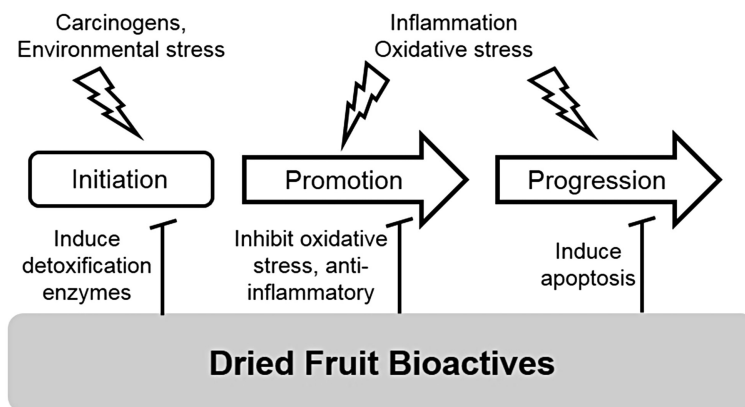 Carcinogens,
Environmental stress
Inflammation
Oxidative stress
Initiation
Promotion
Progression
Induce
detoxification
enzymes
Inhibit oxidative
stress, anti-
inflammatory
Induce
apoptosis
Dried Fruit Bioactives